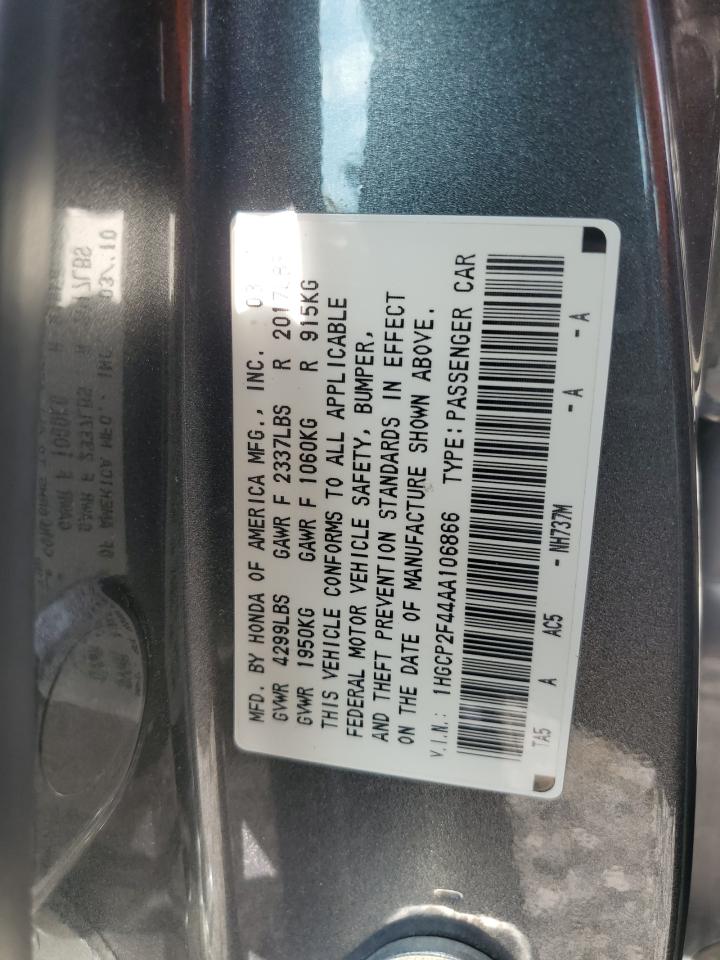 MFD. BY HONDA OF AMERICA MFG., INC. 03
GVWR 4299LBS GAWR F 2337LBS R 2017LBS
GVWR 1950KG GAWR F 1060KG R 915KG
THIS VEHICLE CONFORMS TO ALL APPLICABLE
FEDERAL MOTOR VEHICLE SAFETY, BUMPER,
AND THEFT PREVENTION STANDARDS IN EFFECT
ON THE DATE OF MANUFACTURE SHOWN ABOVE.
V.I.N.: 1HGCP2F44AA106866 TYPE:PASSENGER CAR
TA5 A AC5 - NH737M - A - A